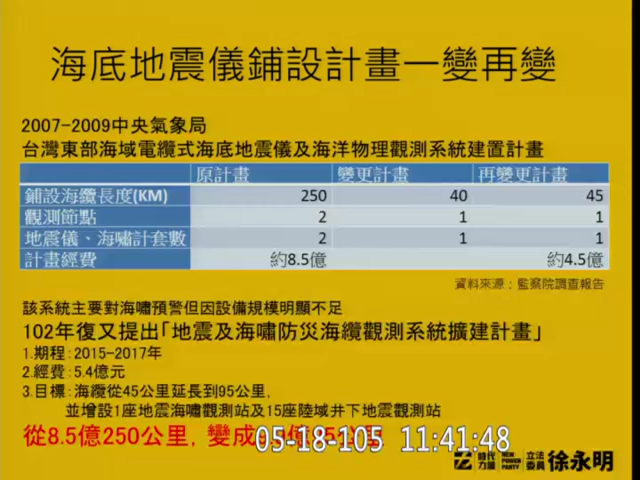 海底地震儀鋪設計畫一變再變
2007-2009中央氣象局
台灣東部海域電纜式海底地震儀及海洋物理觀測系統建置計畫
原計畫 變更計畫 再變更計畫
鋪設海纜長度(KM) 250 40 45
觀測節點 2 1 1
地震儀、海嘯計套數 2 1 1
計畫經費 約8.5億 約4.5億
資料來源：監察院調查報告
該系統主要對海嘯預警但因設備規模明顯不足
102年復又提出「地震及海嘯防災海纜觀測系統擴建計畫」
1.期程：2015-2017年
2.經費：5.4億元
3.目標：海纜從45公里延長到95公里，
並增設1座地震海嘯觀測站及15座陸域井下地震觀測站
從8.5億250公里，變成
05-18-105 11:41:48
時代力量 NEW POWER PARTY 立法委員 徐永明